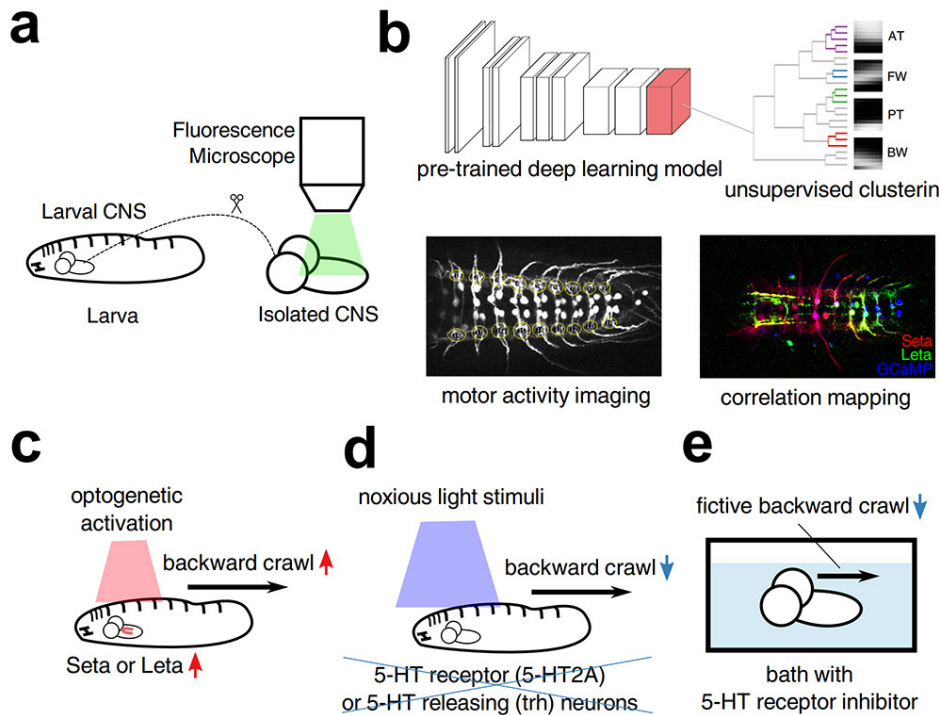 a
Fluorescence
Microscope
Larval CNS
Larva
Isolated CNS
b
pre-trained deep learning model
AT
FW
PT
BW
unsupervised clusterin
motor activity imaging
Seta
Leta
GCaMP
correlation mapping
c
optogenetic
activation
backward crawl
Seta or Leta
d
noxious light stimuli
backward crawl
5-HT receptor (5-HT2A)
or 5-HT releasing (trh) neurons
e
fictive backward crawl
bath with
5-HT receptor inhibitor